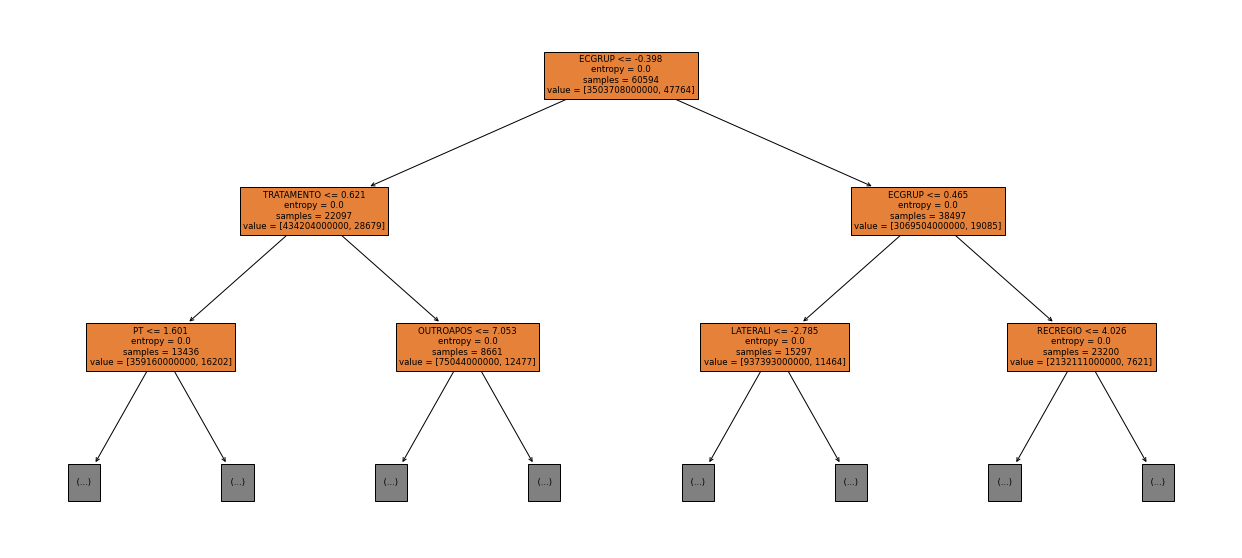 ECGRUP <= -0.398
entropy = 0.0
samples = 60594
value = [3503708000000, 47764]
TRATAMENTO <= 0.621
entropy = 0.0
samples = 22097
value = [434204000000, 28679]
ECGRUP <= 0.465
entropy = 0.0
samples = 38497
value = [3069504000000, 19085]
PT <= 1.601
entropy = 0.0
samples = 13436
value = [359160000000, 16202]
OUTROAPOS <= 7.053
entropy = 0.0
samples = 8661
value = [75044000000, 12477]
LATERALI <= -2.785
entropy = 0.0
samples = 15297
value = [937393000000, 11464]
RECREGIO <= 4.026
entropy = 0.0
samples = 23200
value = [2132111000000, 7621]
(...)
(...)
(...)
(...)
(...)
(...)
(...)
(...)